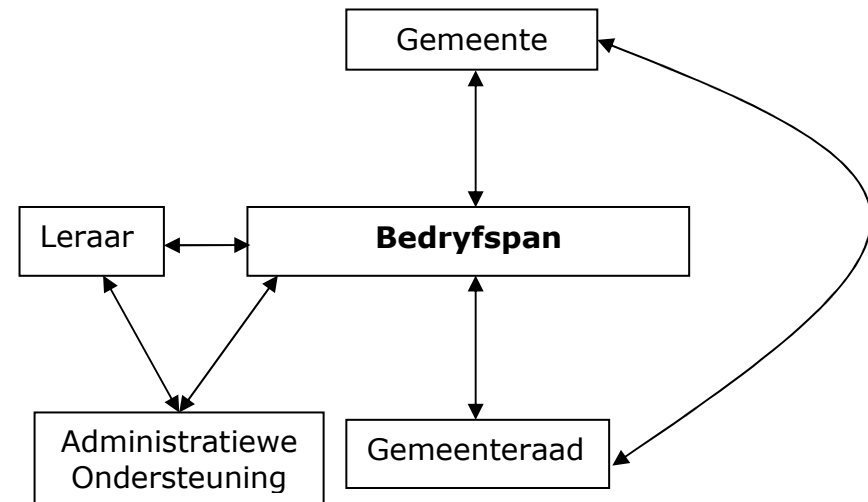 Gemeente
Leraar
Bedryfspan
Administratiewe
Ondersteuning
Gemeenteraad